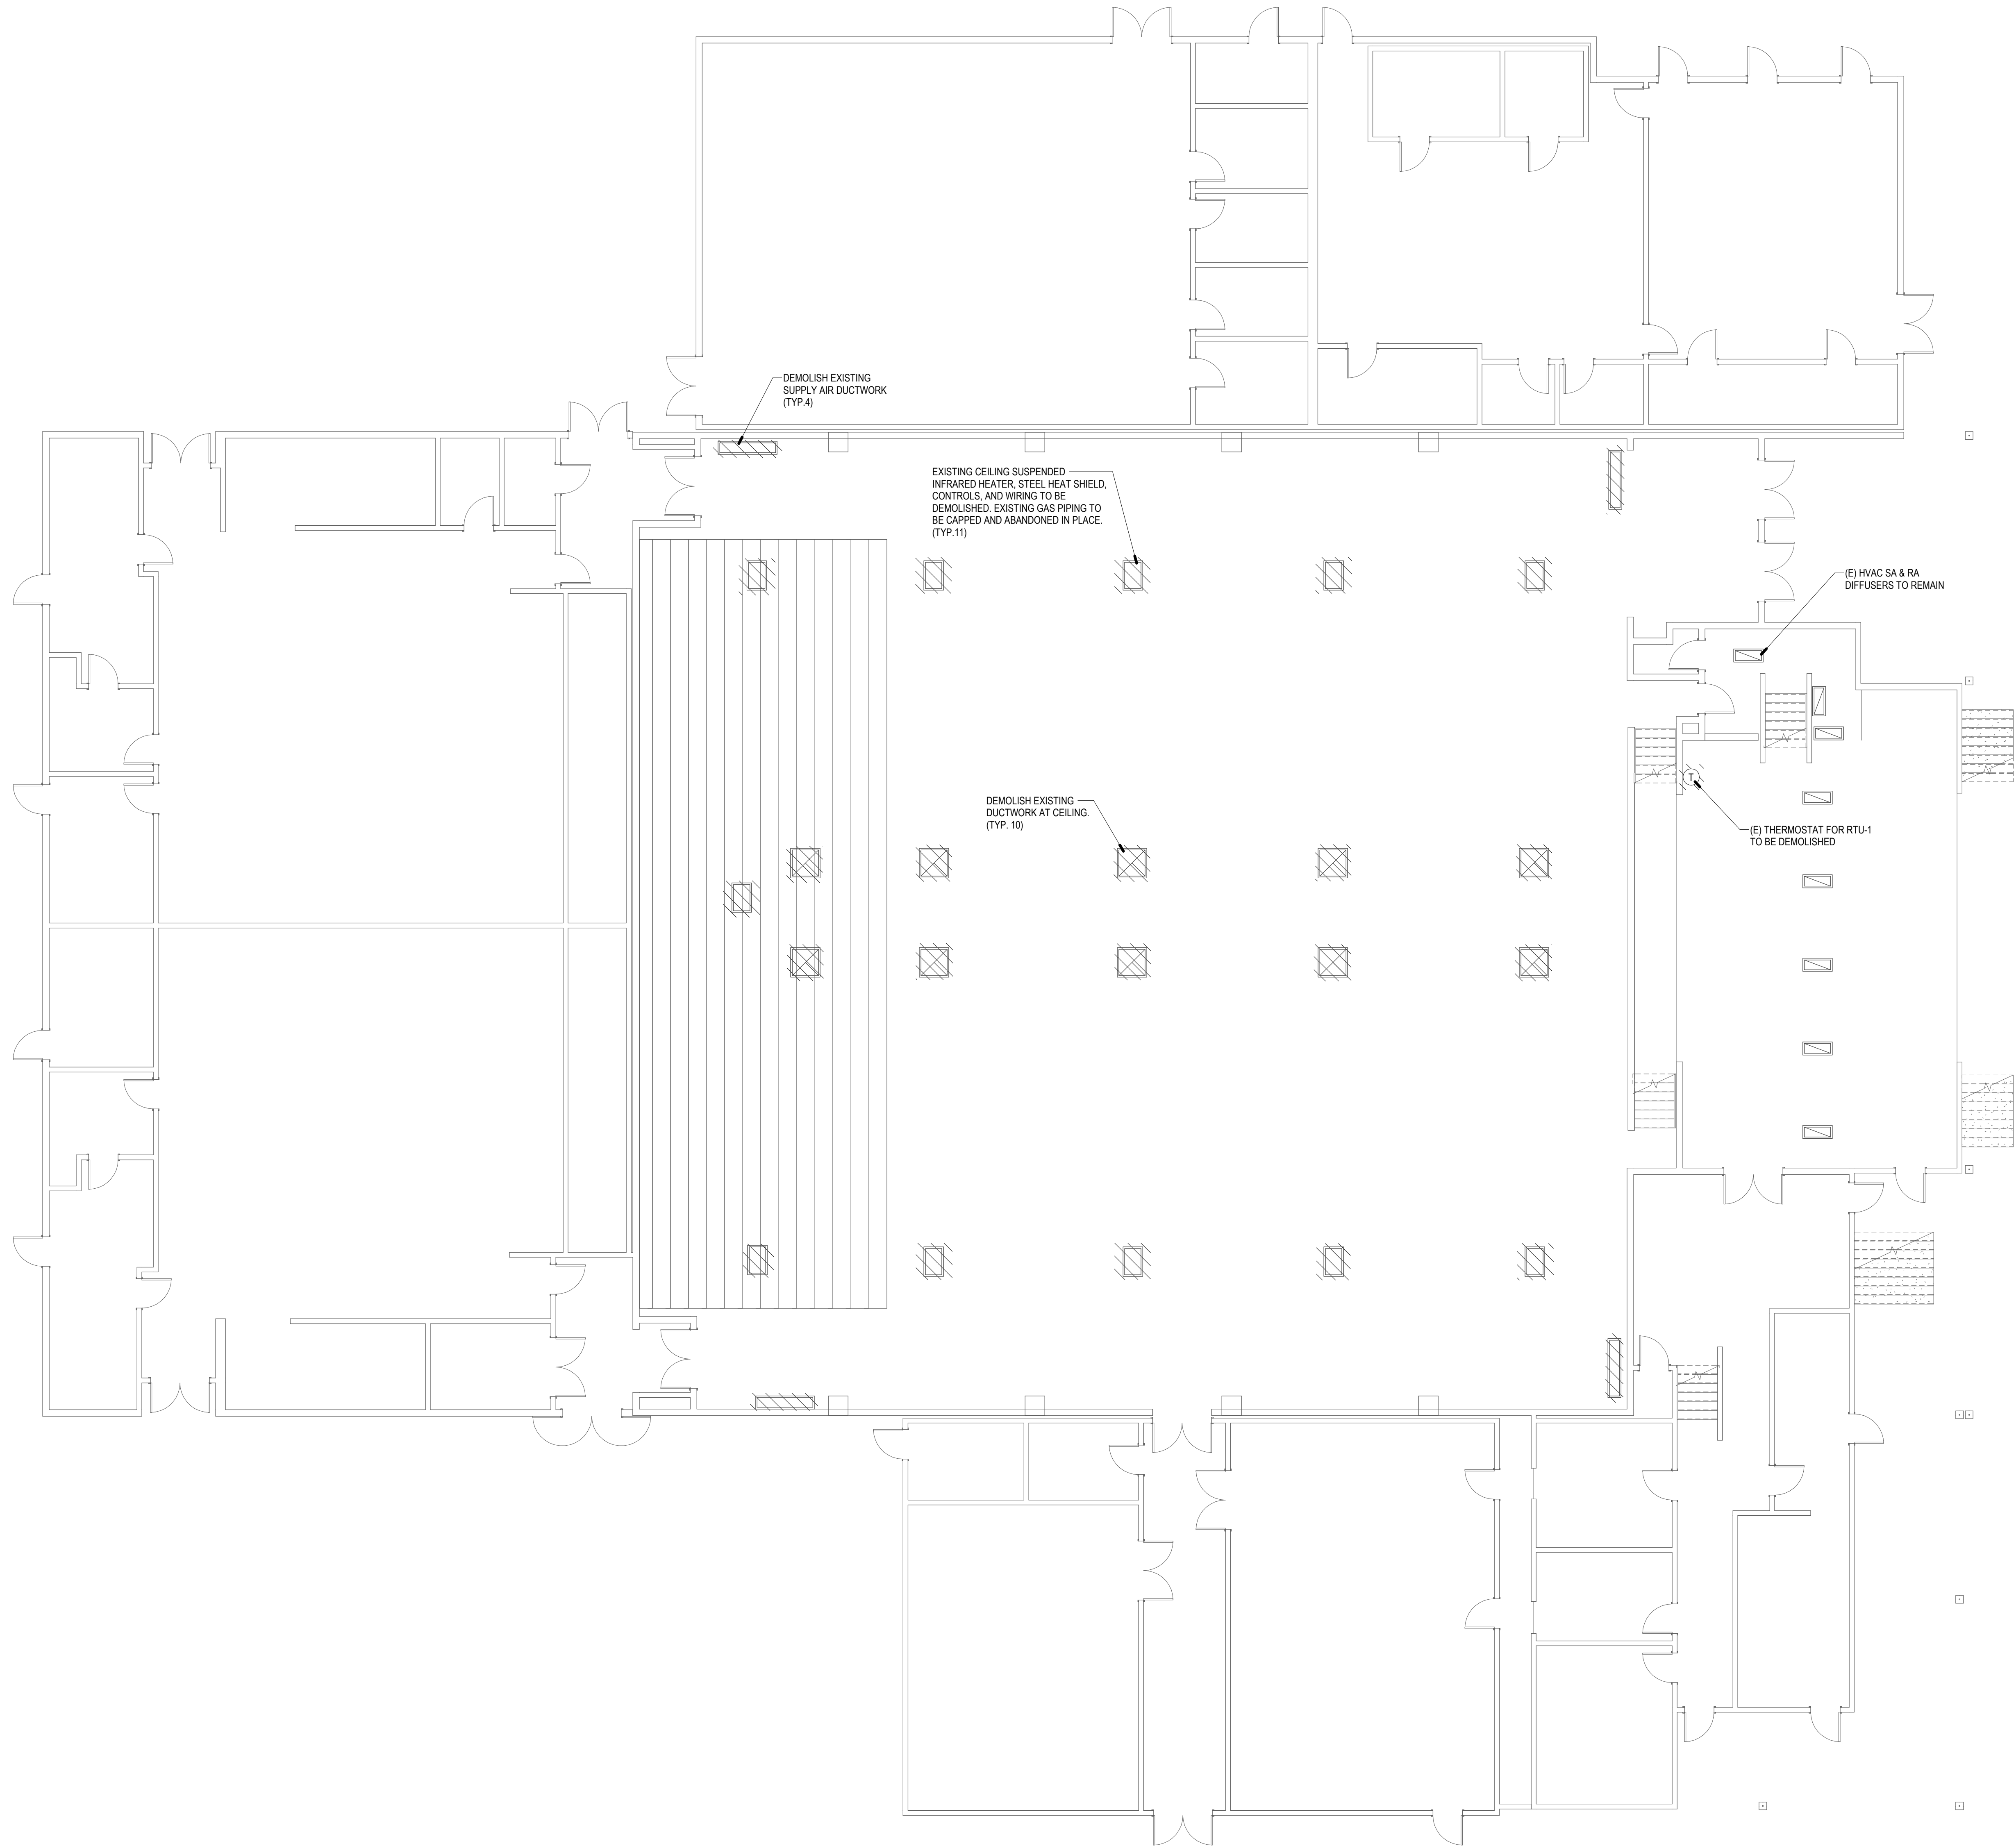 DEMOLISH EXISTING
SUPPLY AIR DUCTWORK
(TYP.4)
EXISTING CEILING SUSPENDED
INFRARED HEATER, STEEL HEAT SHIELD,
CONTROLS, AND WIRING TO BE
DEMOLISHED. EXISTING GAS PIPING TO
BE CAPPED AND ABANDONED IN PLACE.
(TYP.11)
(E) HVAC SA & RA
DIFFUSERS TO REMAIN
T
DEMOLISH EXISTING
DUCTWORK AT CEILING.
(TYP. 10)
(E) THERMOSTAT FOR RTU-1
TO BE DEMOLISHED